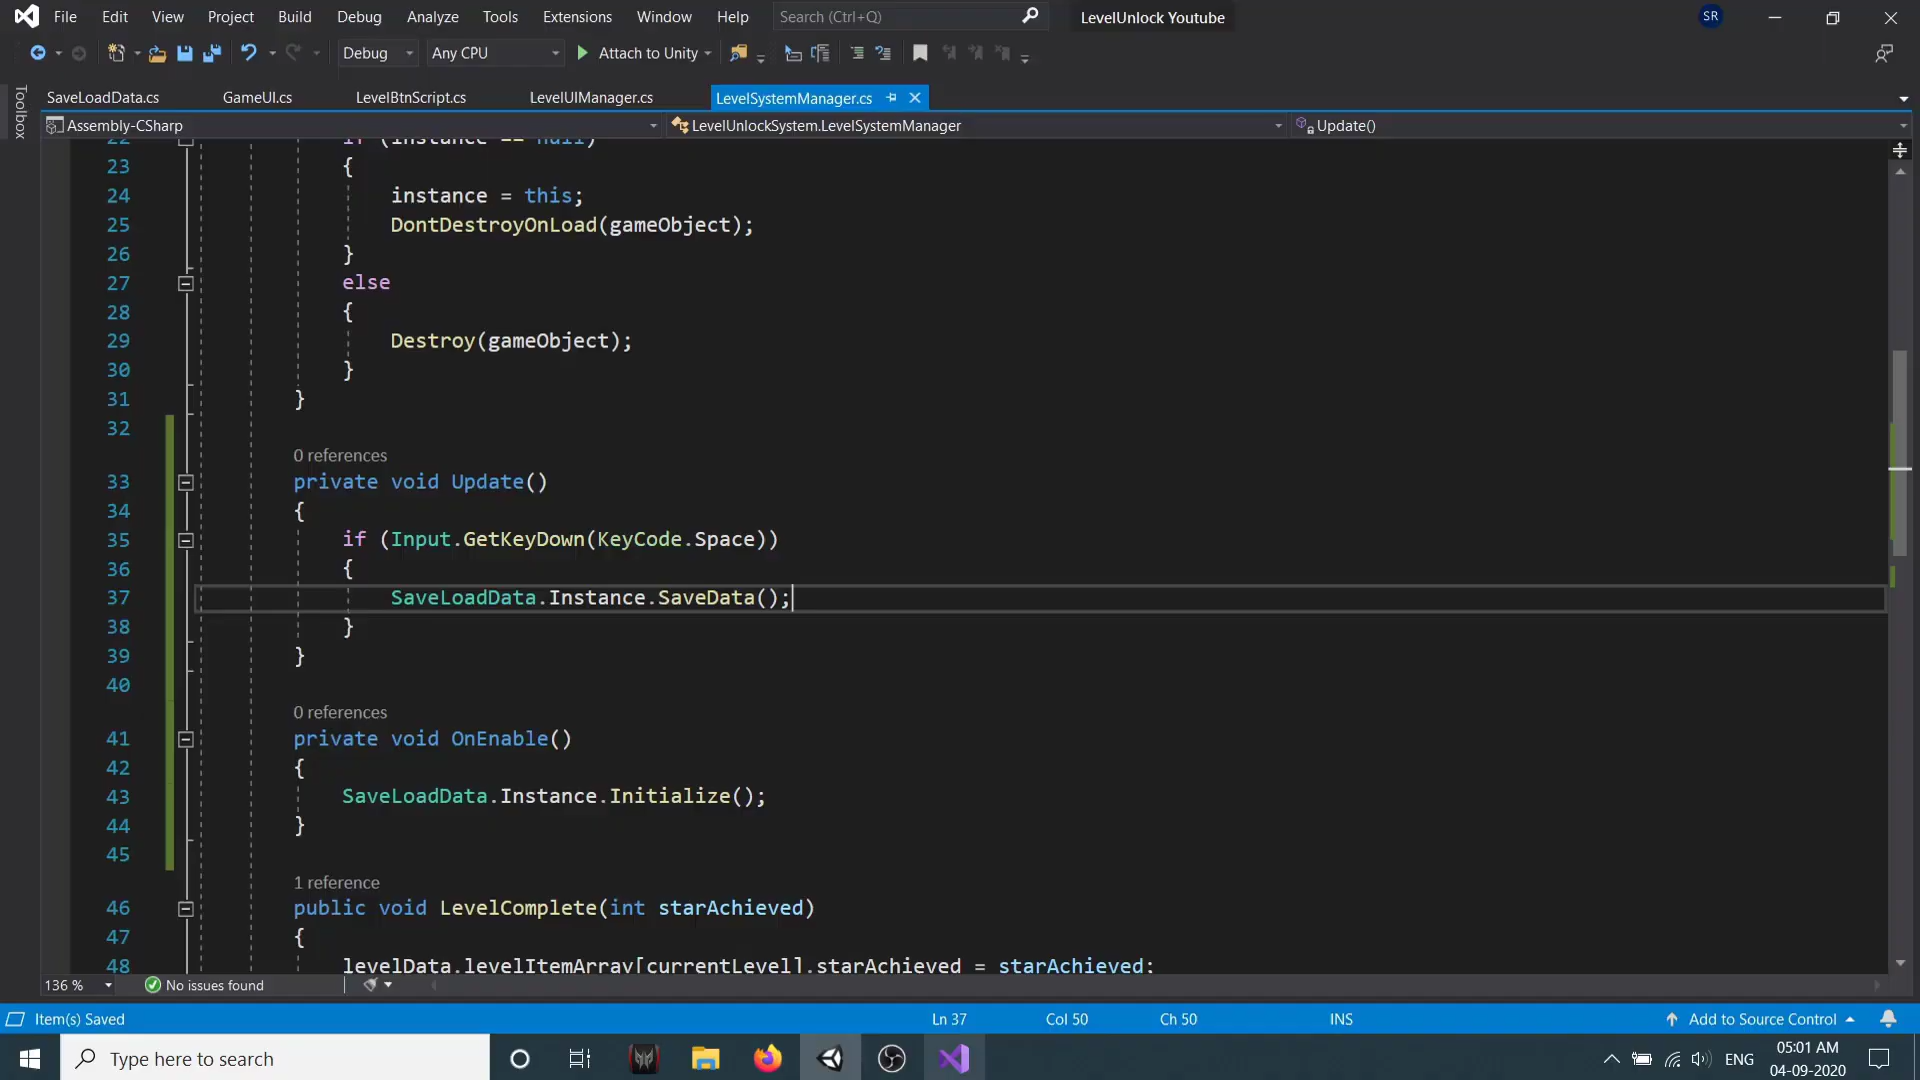 File Edit View Project Build Debug Analyze Tools Extensions Window Help Search (Ctrl+Q) LevelUnlock Youtube SR
Debug Any CPU Attach to Unity
Toolbox
SaveLoadData.cs GameUI.cs LevelBtnScript.cs LevelUIManager.cs LevelSystemManager.cs
Assembly-CSharp LevelUnlockSystem.LevelSystemManager Update()
22 if (instance == null)
23 {
24 instance = this;
25 DontDestroyOnLoad(gameObject);
26 }
27 else
28 {
29 Destroy(gameObject);
30 }
31 }
32
0 references
33 private void Update()
34 {
35 if (Input.GetKeyDown(KeyCode.Space))
36 {
37 SaveLoadData.Instance.SaveData();
38 }
39 }
40
0 references
41 private void OnEnable()
42 {
43 SaveLoadData.Instance.Initialize();
44 }
45
1 reference
46 public void LevelComplete(int starAchieved)
47 {
48 levelData.levelItemArray[currentLevel].starAchieved = starAchieved;
136 % No issues found
Item(s) Saved Ln 37 Col 50 Ch 50 INS Add to Source Control
Type here to search ENG 05:01 AM
04-09-2020